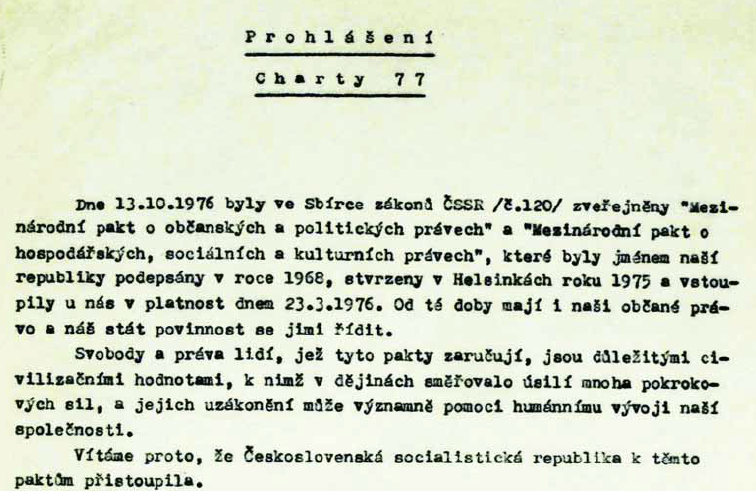 Prohlášení
Charty 77
Dne 13.10.1976 byly ve Sbírce zákonů ČSSR /č.120/ zveřejněny "Mezi-
národní pakt o občanských a politických právech" a "Mezinárodní pakt o
hospodářských, sociálních a kulturních právech", které byly jménem naší
republiky podepsány v roce 1968, stvrzeny v Helsinkách roku 1975 a vstou-
pily u nás v platnost dnem 23.3.1976. Od té doby mají i naši občané prá-
vo a náš stát povinnost se jimi řídit.
Svobody a práva lidí, jež tyto pakty zaručují, jsou důležitými ci-
vilizačními hodnotami, k nimž v dějinách směřovalo úsilí mnoha pokroko-
vých sil, a jejich uzákonění může významně pomoci humánnímu vývoji naší
společnosti.
Vítáme proto, že Československá socialistická republika k těmto
paktům přistoupila.